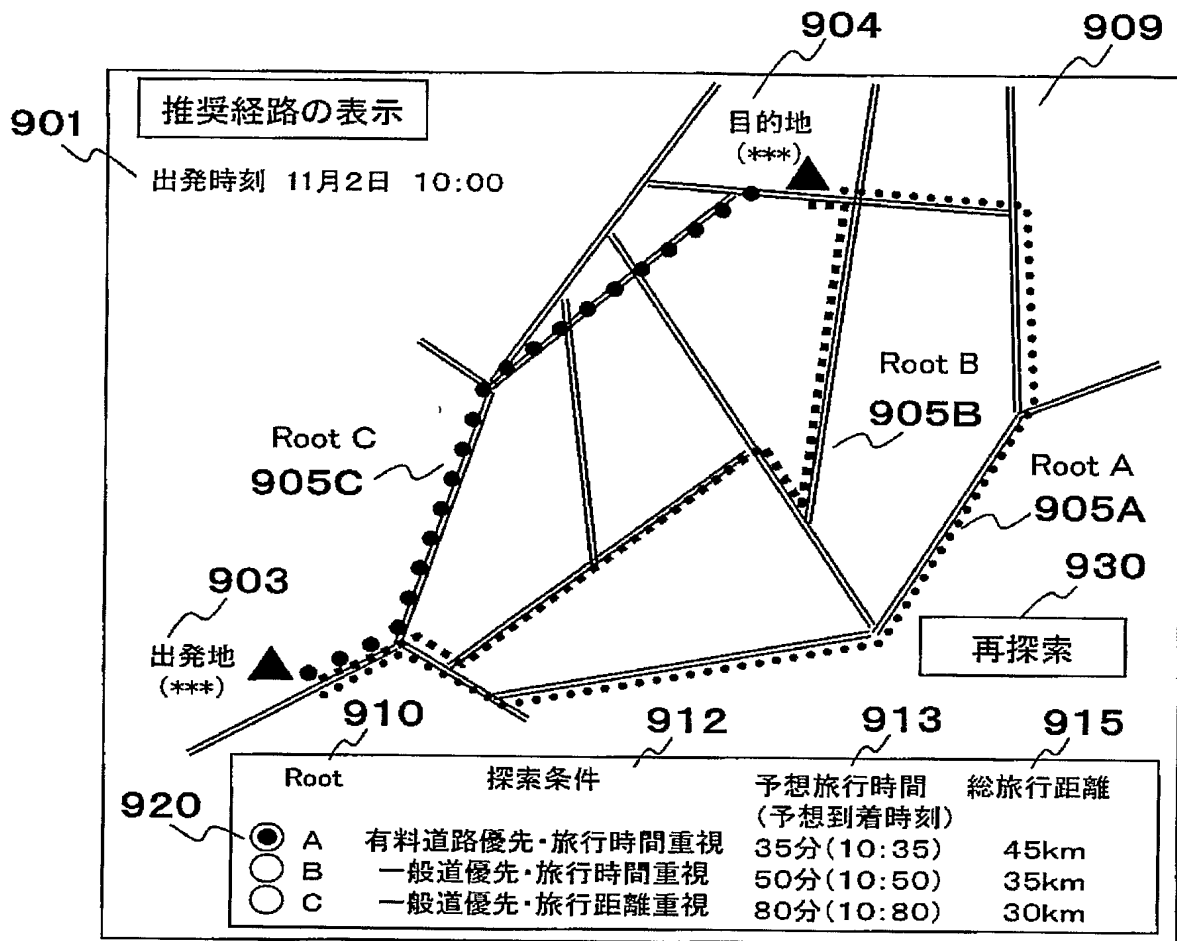 904
909
推奨経路の表示
901
目的地
(***)
出発時刻 11月2日 10:00
Root B
905B
Root C
905C
Root A
905A
903
930
出発地
(***)
再探索
910
912
913
915
Root
探索条件
予想旅行時間
(予想到着時刻)
総旅行距離
920
A 有料道路優先・旅行時間重視 35分(10:35) 45km
B 一般道優先・旅行時間重視 50分(10:50) 35km
C 一般道優先・旅行距離重視 80分(10:80) 30km